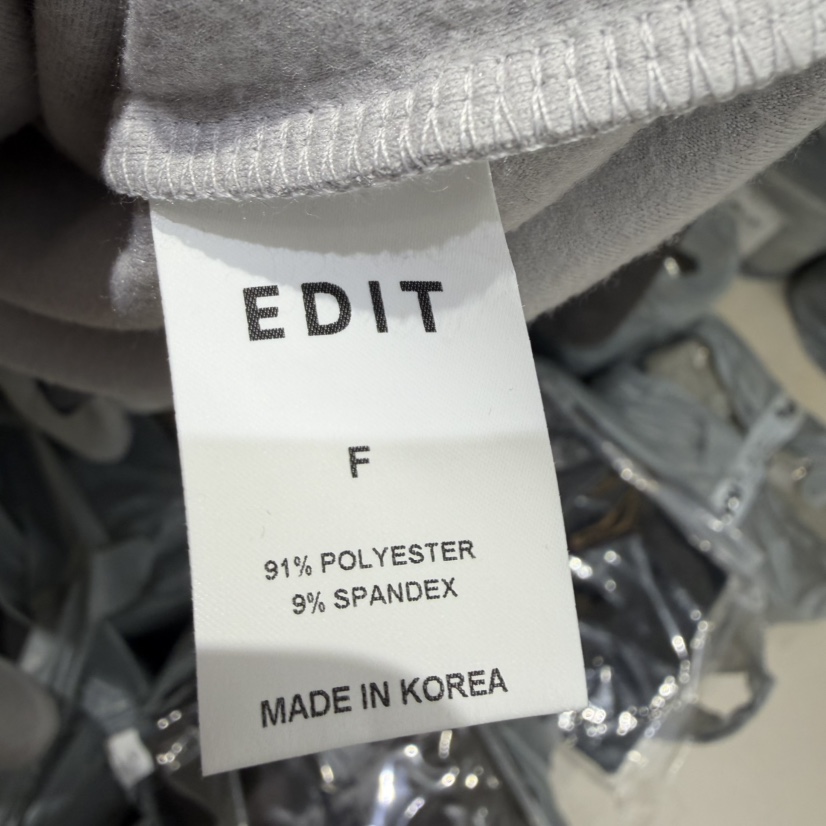 EDIT
F
91% POLYESTER
9% SPANDEX
MADE IN KOREA